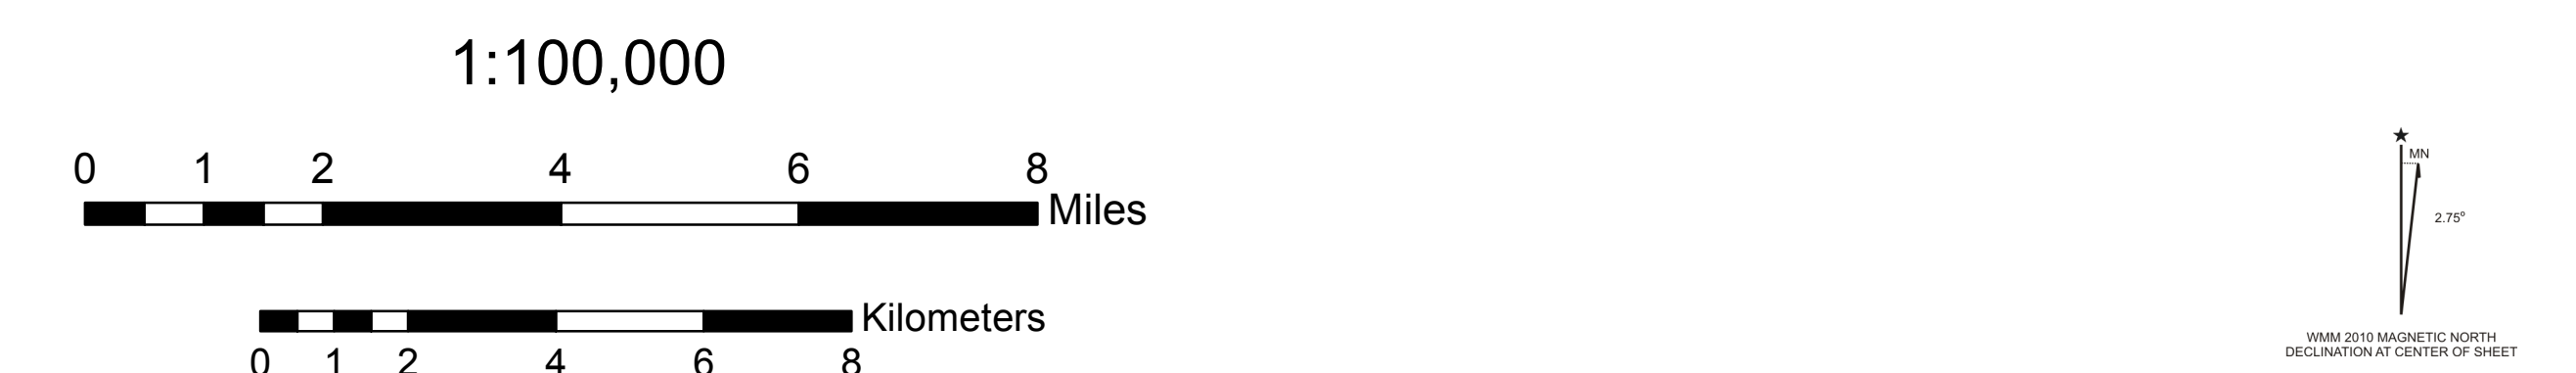 1:100,000
0 1 2 4 6 8
Miles
Kilometers
0 1 2 4 6 8
MN
2.75°
WMM 2010 MAGNETIC NORTH
DECLINATION AT CENTER OF SHEET